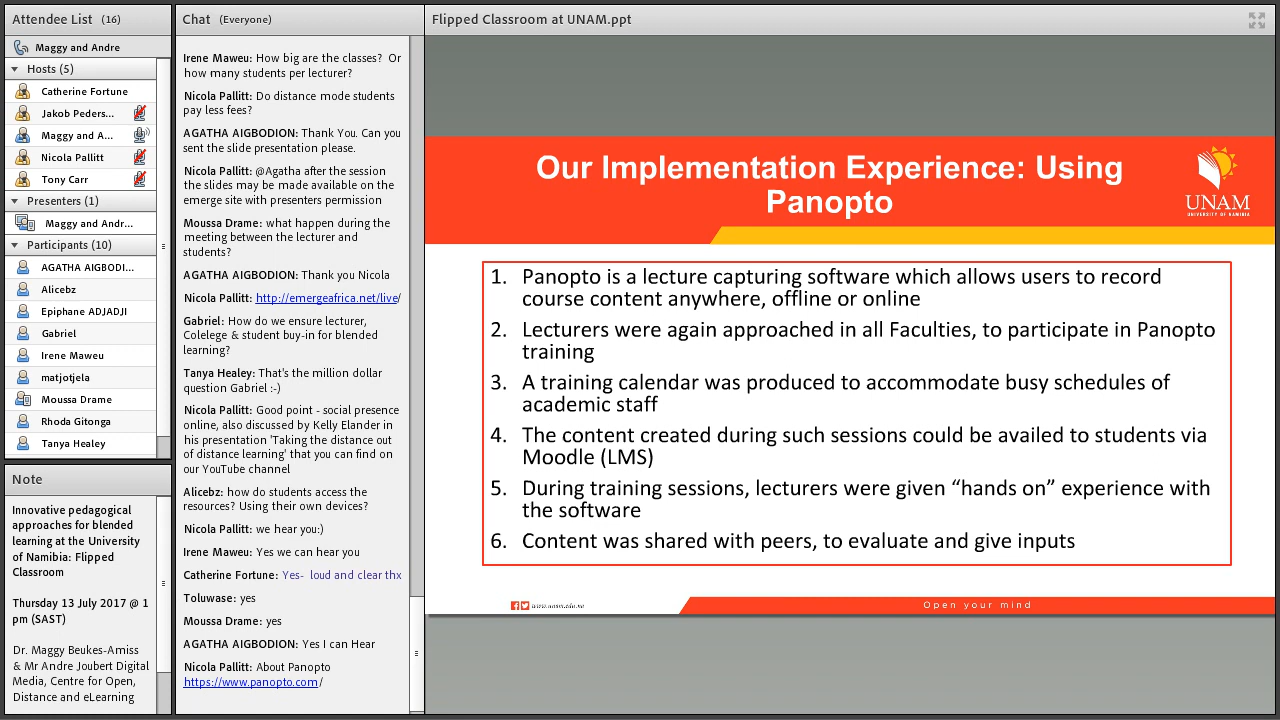 Attendee List (16)
Maggy and Andre
Hosts (5)
Catherine Fortune
Jakob Peders...
Maggy and A...
Nicola Pallitt
Tony Carr
Presenters (1)
Maggy and Andr...
Participants (10)
AGATHA AIGBODI...
Alicebz
Epiphane ADJADJI
Gabriel
Irene Maweu
matjotjela
Moussa Drame
Rhoda Gitonga
Tanya Healey
Note
Innovative pedagogical
approaches for blended
learning at the University
of Namibia: Flipped
Classroom
Thursday 13 July 2017 @ 1
pm (SAST)
Dr. Maggy Beukes-Amiss
& Mr Andre Joubert Digital
Media, Centre for Open,
Distance and eLearning
Chat (Everyone)
Irene Maweu: How big are the classes? Or
how many students per lecturer?
Nicola Pallitt: Do distance mode students
pay less fees?
AGATHA AIGBODION: Thank You. Can you
sent the slide presentation please.
Nicola Pallitt: @Agatha after the session
the slides may be made available on the
emerge site with presenters permission
Moussa Drame: what happen during the
meeting between the lecturer and
students?
AGATHA AIGBODION: Thank you Nicola
Nicola Pallitt: http://emergeafrica.net/live/
Gabriel: How do we ensure lecturer,
Colelege & student buy-in for blended
learning?
Tanya Healey: That's the million dollar
question Gabriel :-)
Nicola Pallitt: Good point - social presence
online, also discussed by Kelly Elander in
his presentation 'Taking the distance out
of distance learning' that you can find on
our YouTube channel
Alicebz: how do students access the
resources? Using their own devices?
Nicola Pallitt: we hear you:)
Irene Maweu: Yes we can hear you
Catherine Fortune: Yes- loud and clear thx
Toluwase: yes
Moussa Drame: yes
AGATHA AIGBODION: Yes I can Hear
Nicola Pallitt: About Panopto
https://www.panopto.com/
Flipped Classroom at UNAM.ppt
Our Implementation Experience: Using
Panopto
UNAM
UNIVERSITY OF NAMIBIA
1. Panopto is a lecture capturing software which allows users to record
course content anywhere, offline or online
2. Lecturers were again approached in all Faculties, to participate in Panopto
training
3. A training calendar was produced to accommodate busy schedules of
academic staff
4. The content created during such sessions could be availed to students via
Moodle (LMS)
5. During training sessions, lecturers were given “hands on” experience with
the software
6. Content was shared with peers, to evaluate and give inputs
www.unam.edu.na
Open your mind